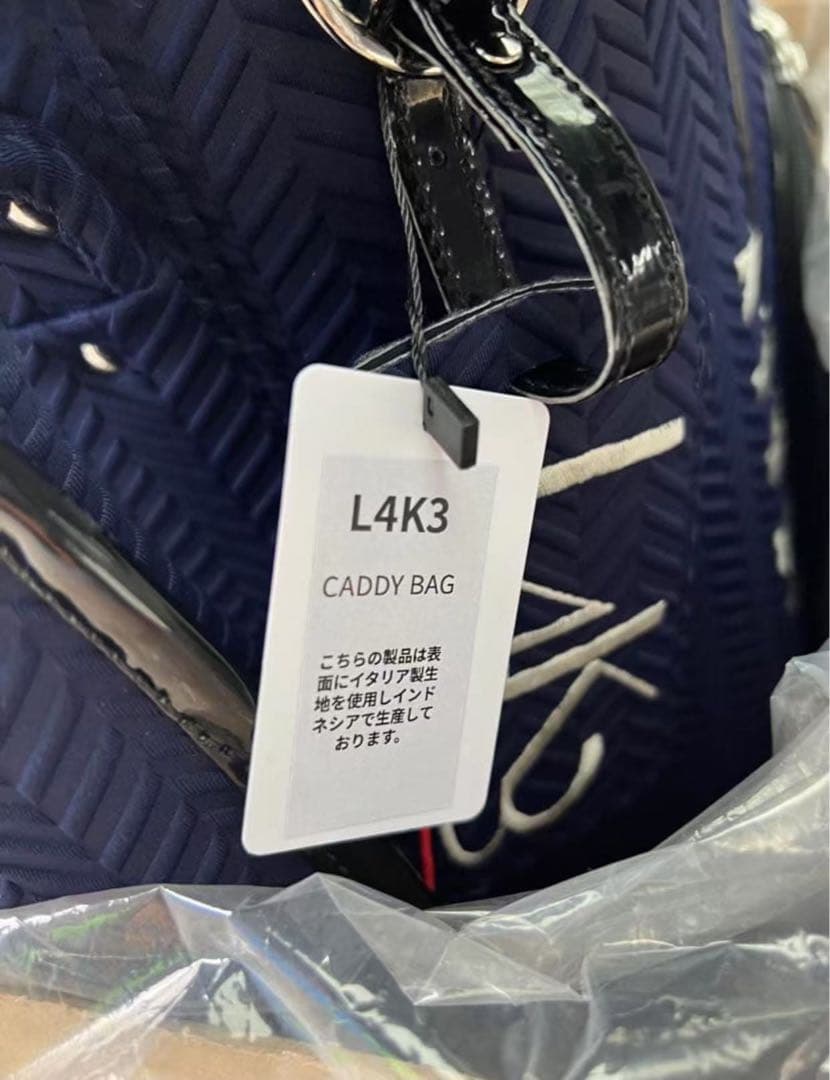 L4K3
CADDY BAG
こちらの製品は表
面にイタリア製生
地を使用しインド
ネシアで生産して
おります。